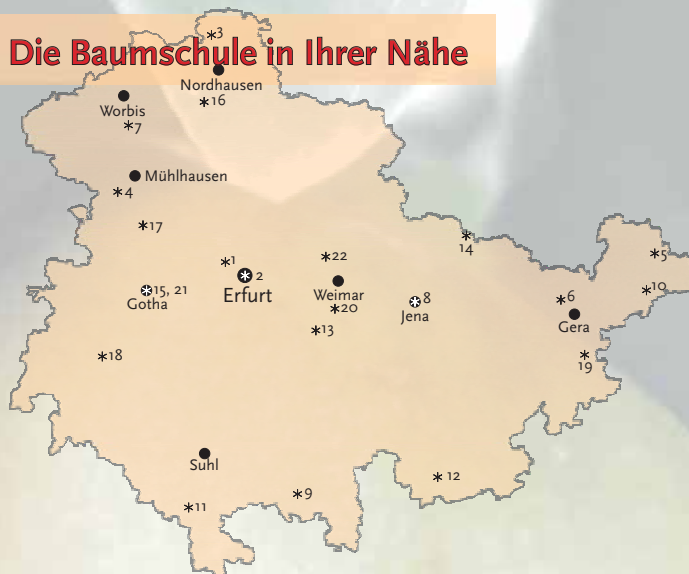 Die Baumschule in Ihrer Nähe
*3
Nordhausen
*16
Worbis
*7
Mühlhausen
*4
*17
14
*1
*2
Erfurt
*22
*5
*15, 21
Gotha
Weimar
*20
*8
Jena
*6
*10
Gera
*13
*18
19
Suhl
*12
*9
*11